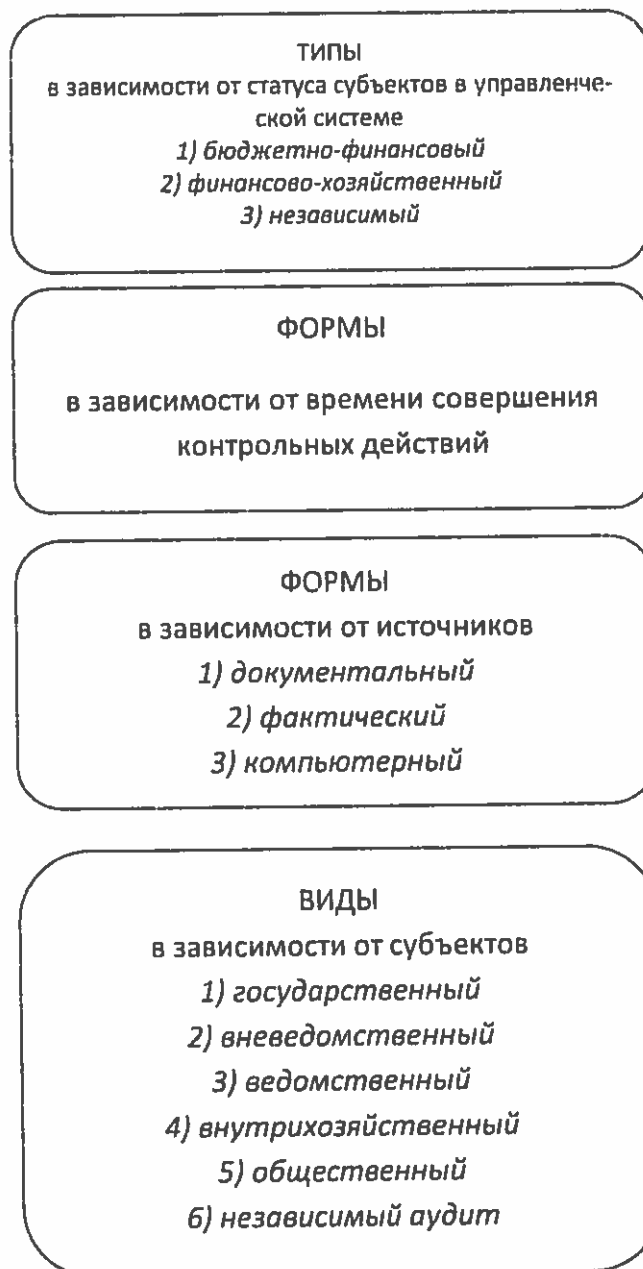 ТИПЫ
в зависимости от статуса субъектов в управленче-
ской системе
1) бюджетно-финансовый
2) финансово-хозяйственный
3) независимый
ФОРМЫ
в зависимости от времени совершения
контрольных действий
ФОРМЫ
в зависимости от источников
1) документальный
2) фактический
3) компьютерный
ВИДЫ
в зависимости от субъектов
1) государственный
2) вневедомственный
3) ведомственный
4) внутрихозяйственный
5) общественный
6) независимый аудит